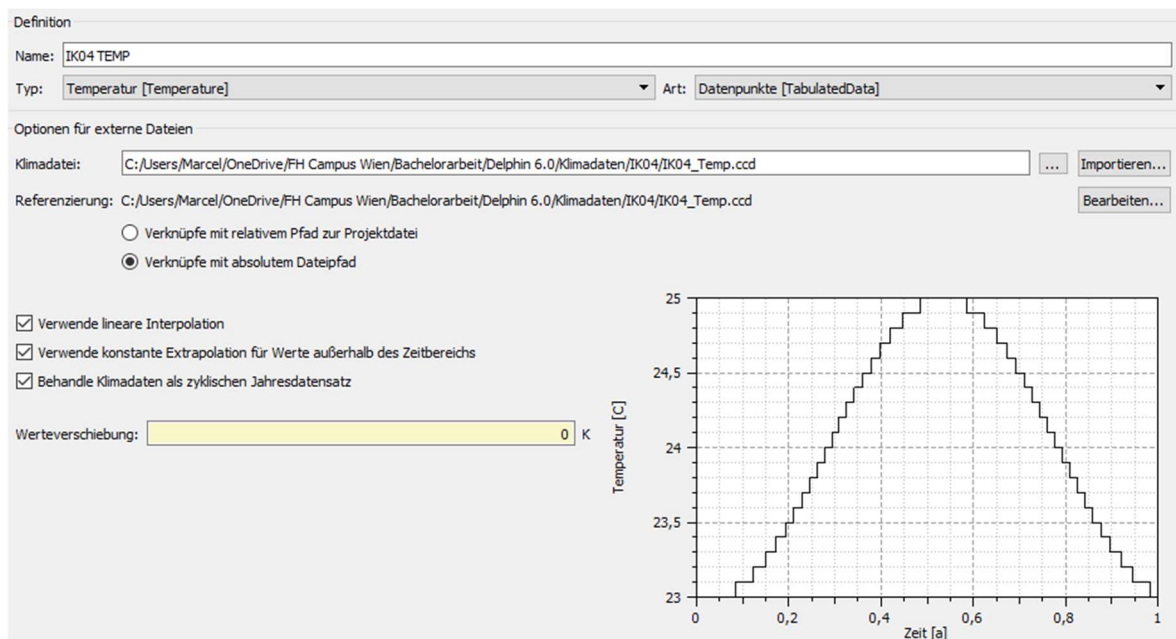 Definition
Name: IK04 TEMP
Typ: Temperatur [Temperature] Art: Datenpunkte [TabulatedData]
Optionen für externe Dateien
Klimadatei: C:/Users/Marcel/OneDrive/FH Campus Wien/Bachelorarbeit/Delphin 6.0/Klimadaten/IK04/IK04_Temp.ccd ... Importieren...
Referenzierung: C:/Users/Marcel/OneDrive/FH Campus Wien/Bachelorarbeit/Delphin 6.0/Klimadaten/IK04/IK04_Temp.ccd Bearbeiten...
Verknüpfe mit relativem Pfad zur Projektdatei
Verknüpfe mit absolutem Dateipfad
Verwende lineare Interpolation
Verwende konstante Extrapolation für Werte außerhalb des Zeitbereichs
Behandle Klimadaten als zyklischen Jahresdatensatz
Werteverschiebung: 0 K
Temperatur [C]
25
24,5
24
23,5
23
0 0,2 0,4 0,6 0,8 1
Zeit [a]